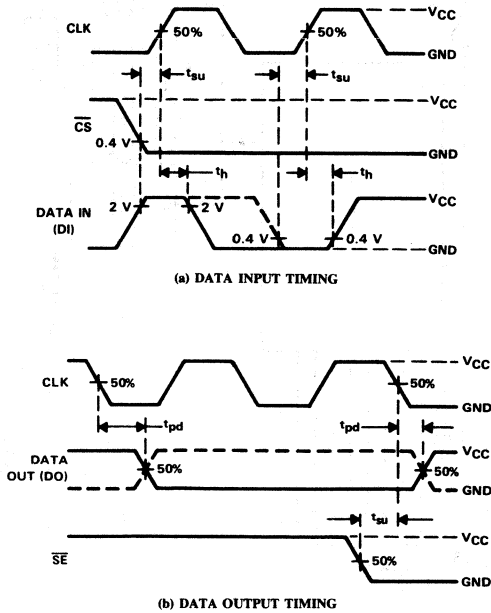 CLK
50%
50%
VCC
GND
tsu
tsu
VCC
CS
0.4 V
GND
th
th
VCC
DATA IN
(DI)
2 V
2 V
0.4 V
0.4 V
GND
(a) DATA INPUT TIMING
VCC
CLK
50%
50%
GND
tpd
tpd
VCC
DATA
OUT (DO)
50%
50%
GND
tsu
VCC
SE
50%
GND
(b) DATA OUTPUT TIMING